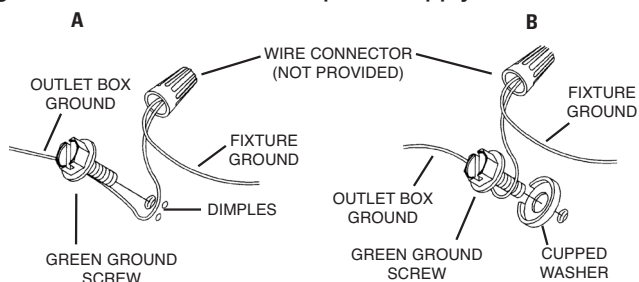 A
B
WIRE CONNECTOR
(NOT PROVIDED)
OUTLET BOX
GROUND
FIXTURE
GROUND
DIMPLES
GREEN GROUND
SCREW
FIXTURE
GROUND
OUTLET BOX
GROUND
GREEN GROUND
SCREW
CUPPED
WASHER